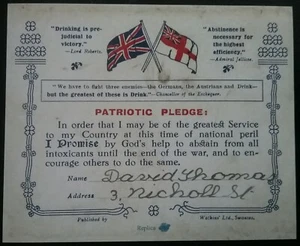 "Drinking is pre-
judicial to
victory."
—Lord Roberts.
"Abstinence is
necessary for
the highest
efficiency."
—Admiral Jellicoe.
"We have to fight three enemies—the Germans, the Austrians and Drink—
but the greatest of these is Drink."—Chancellor of the Exchequer.
PATRIOTIC PLEDGE:
In order that I may be of the greatest Service
to my Country at this time of national peril
I Promise by God's help to abstain from all
intoxicants until the end of the war, and to en-
courage others to do the same.
Name David Thomas
Address 3, Nicholl St
Published by
Walters' Ltd., Swansea.
Replica